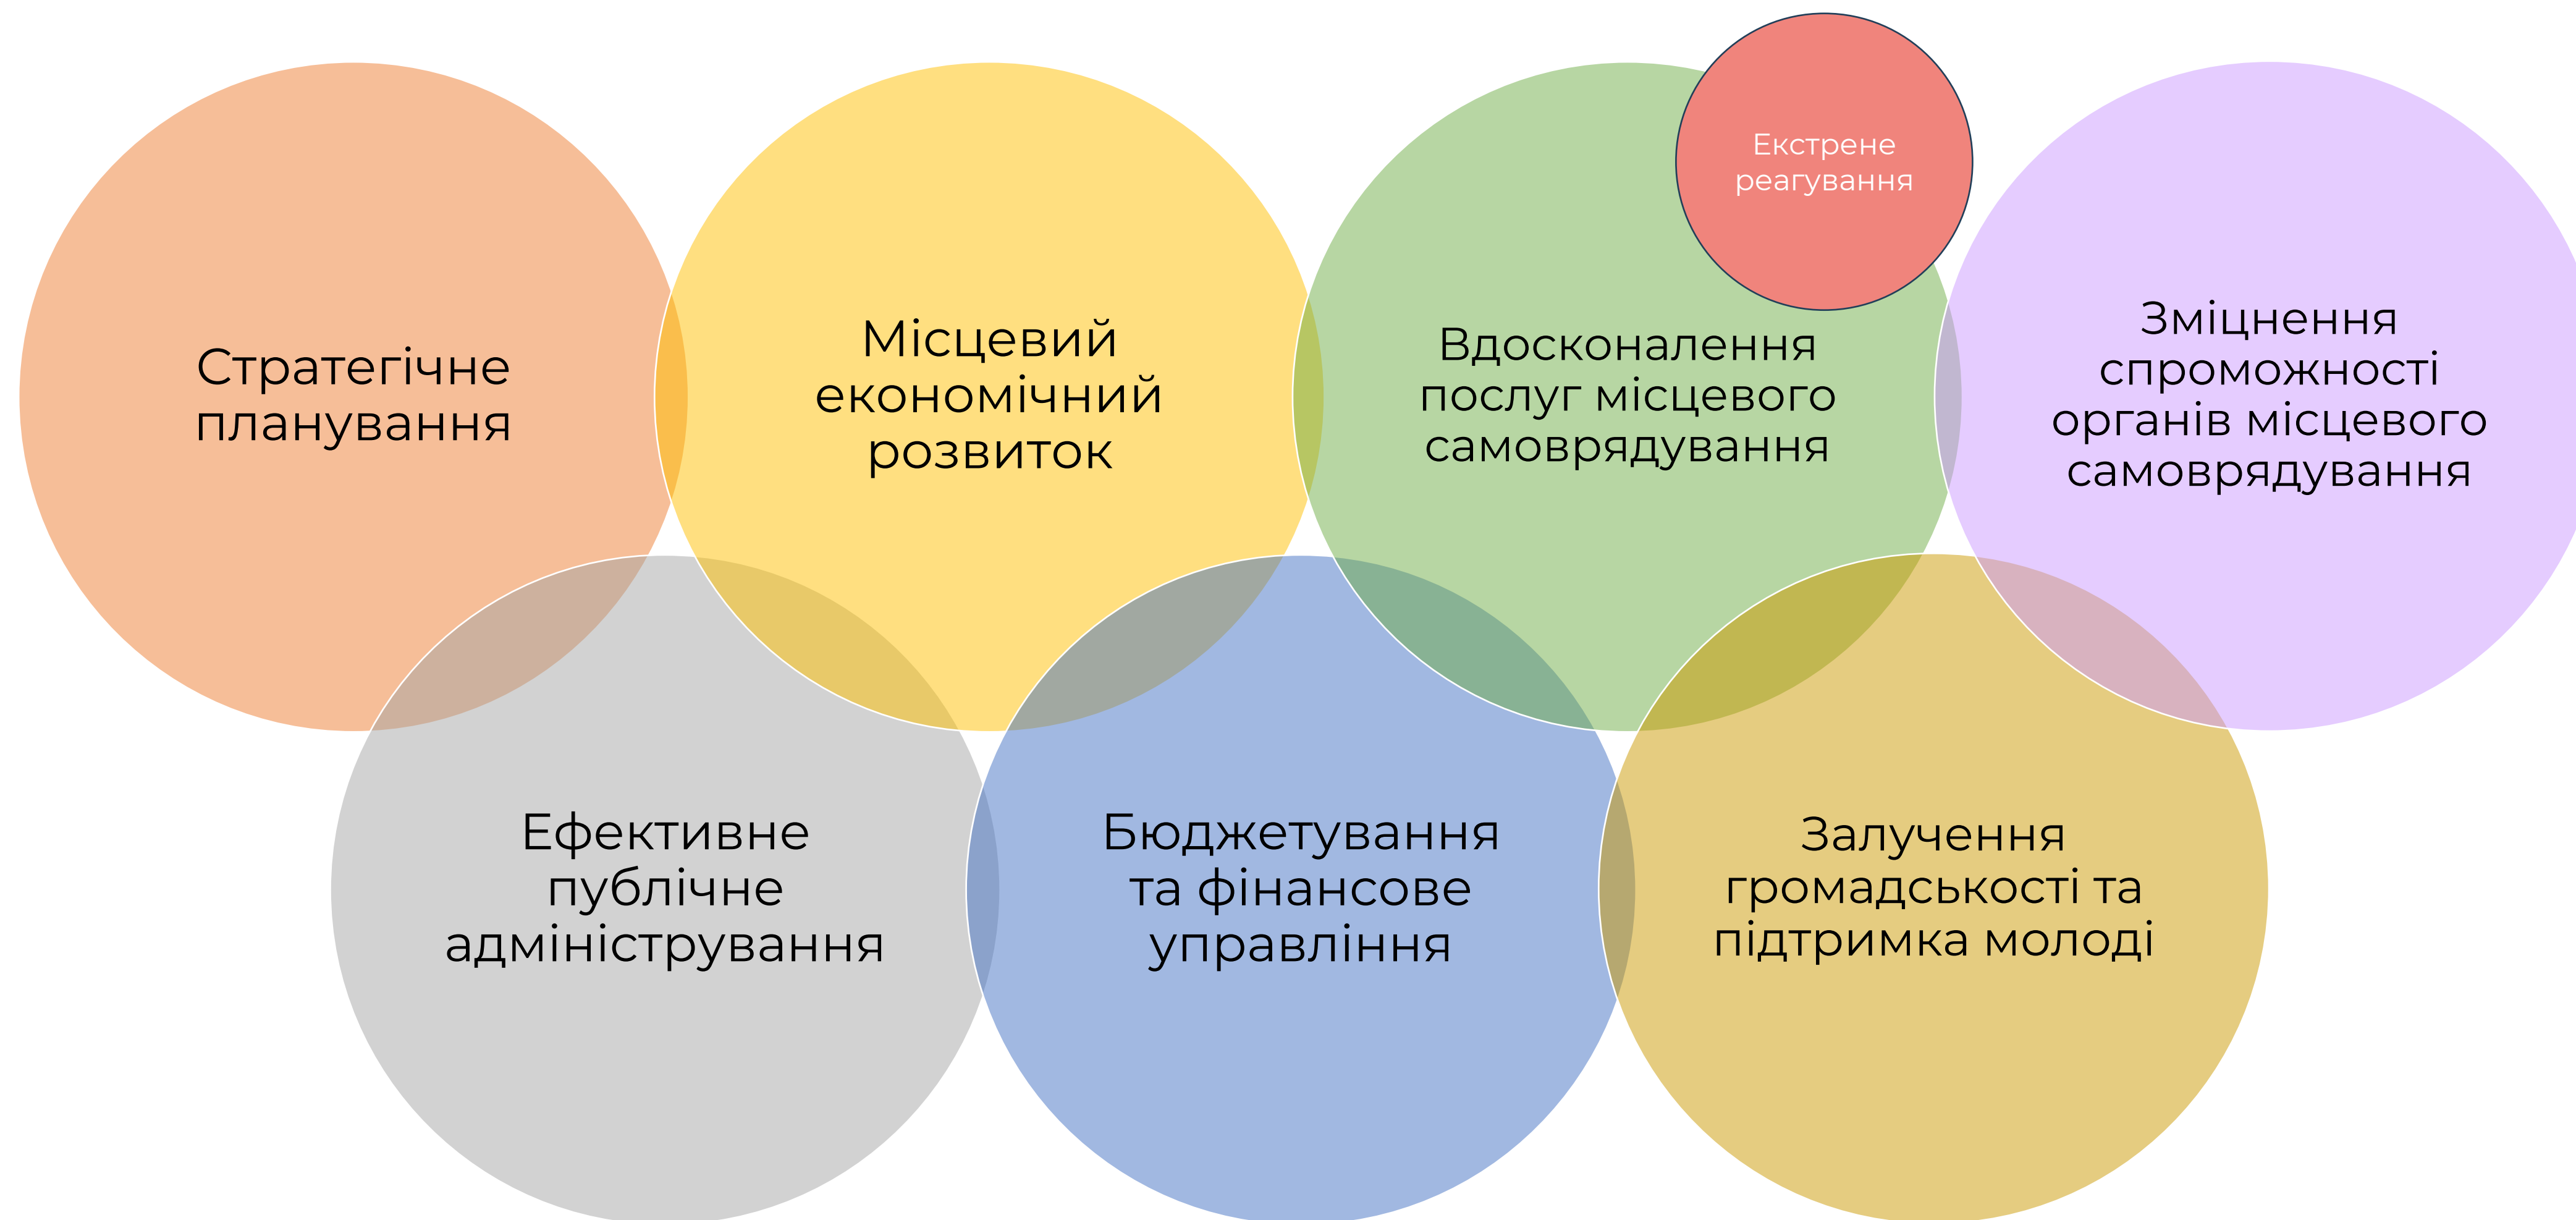 Стратегічне
планування
Місцевий
економічний
розвиток
Вдосконалення
послуг місцевого
самоврядування
Екстрене
реагування
Зміцнення
спроможності
органів місцевого
самоврядування
Ефективне
публічне
адміністрування
Бюджетування
та фінансове
управління
Залучення
громадськості та
підтримка молоді